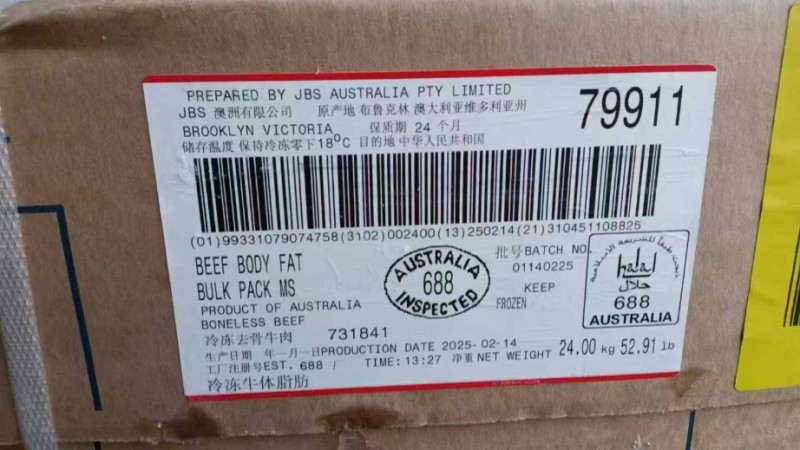 PREPARED BY JBS AUSTRALIA PTY LIMITED
79911
JBS 澳洲有限公司 原产地 布鲁克林 澳大利亚维多利亚州
BROOKLYN VICTORIA 保质期 24 个月
储存温度 保持冷冻零下18°C 目的地 中华人民共和国
(01)99331079074758(3102)002400(13)250214(21)310451108825
BEEF BODY FAT
BULK PACK MS
PRODUCT OF AUSTRALIA
BONELESS BEEF
冷冻去骨牛肉 731841
AUSTRALIA
688
INSPECTED
批号BATCH NO.
01140225
KEEP
FROZEN
halal
حلال
688
AUSTRALIA
生产日期 年-月-日PRODUCTION DATE 2025-02-14
工厂注册号EST. 688 厂 TIME:13:27 净重 NET WEIGHT 24.00 kg 52.91 lb
冷冻牛体脂肪